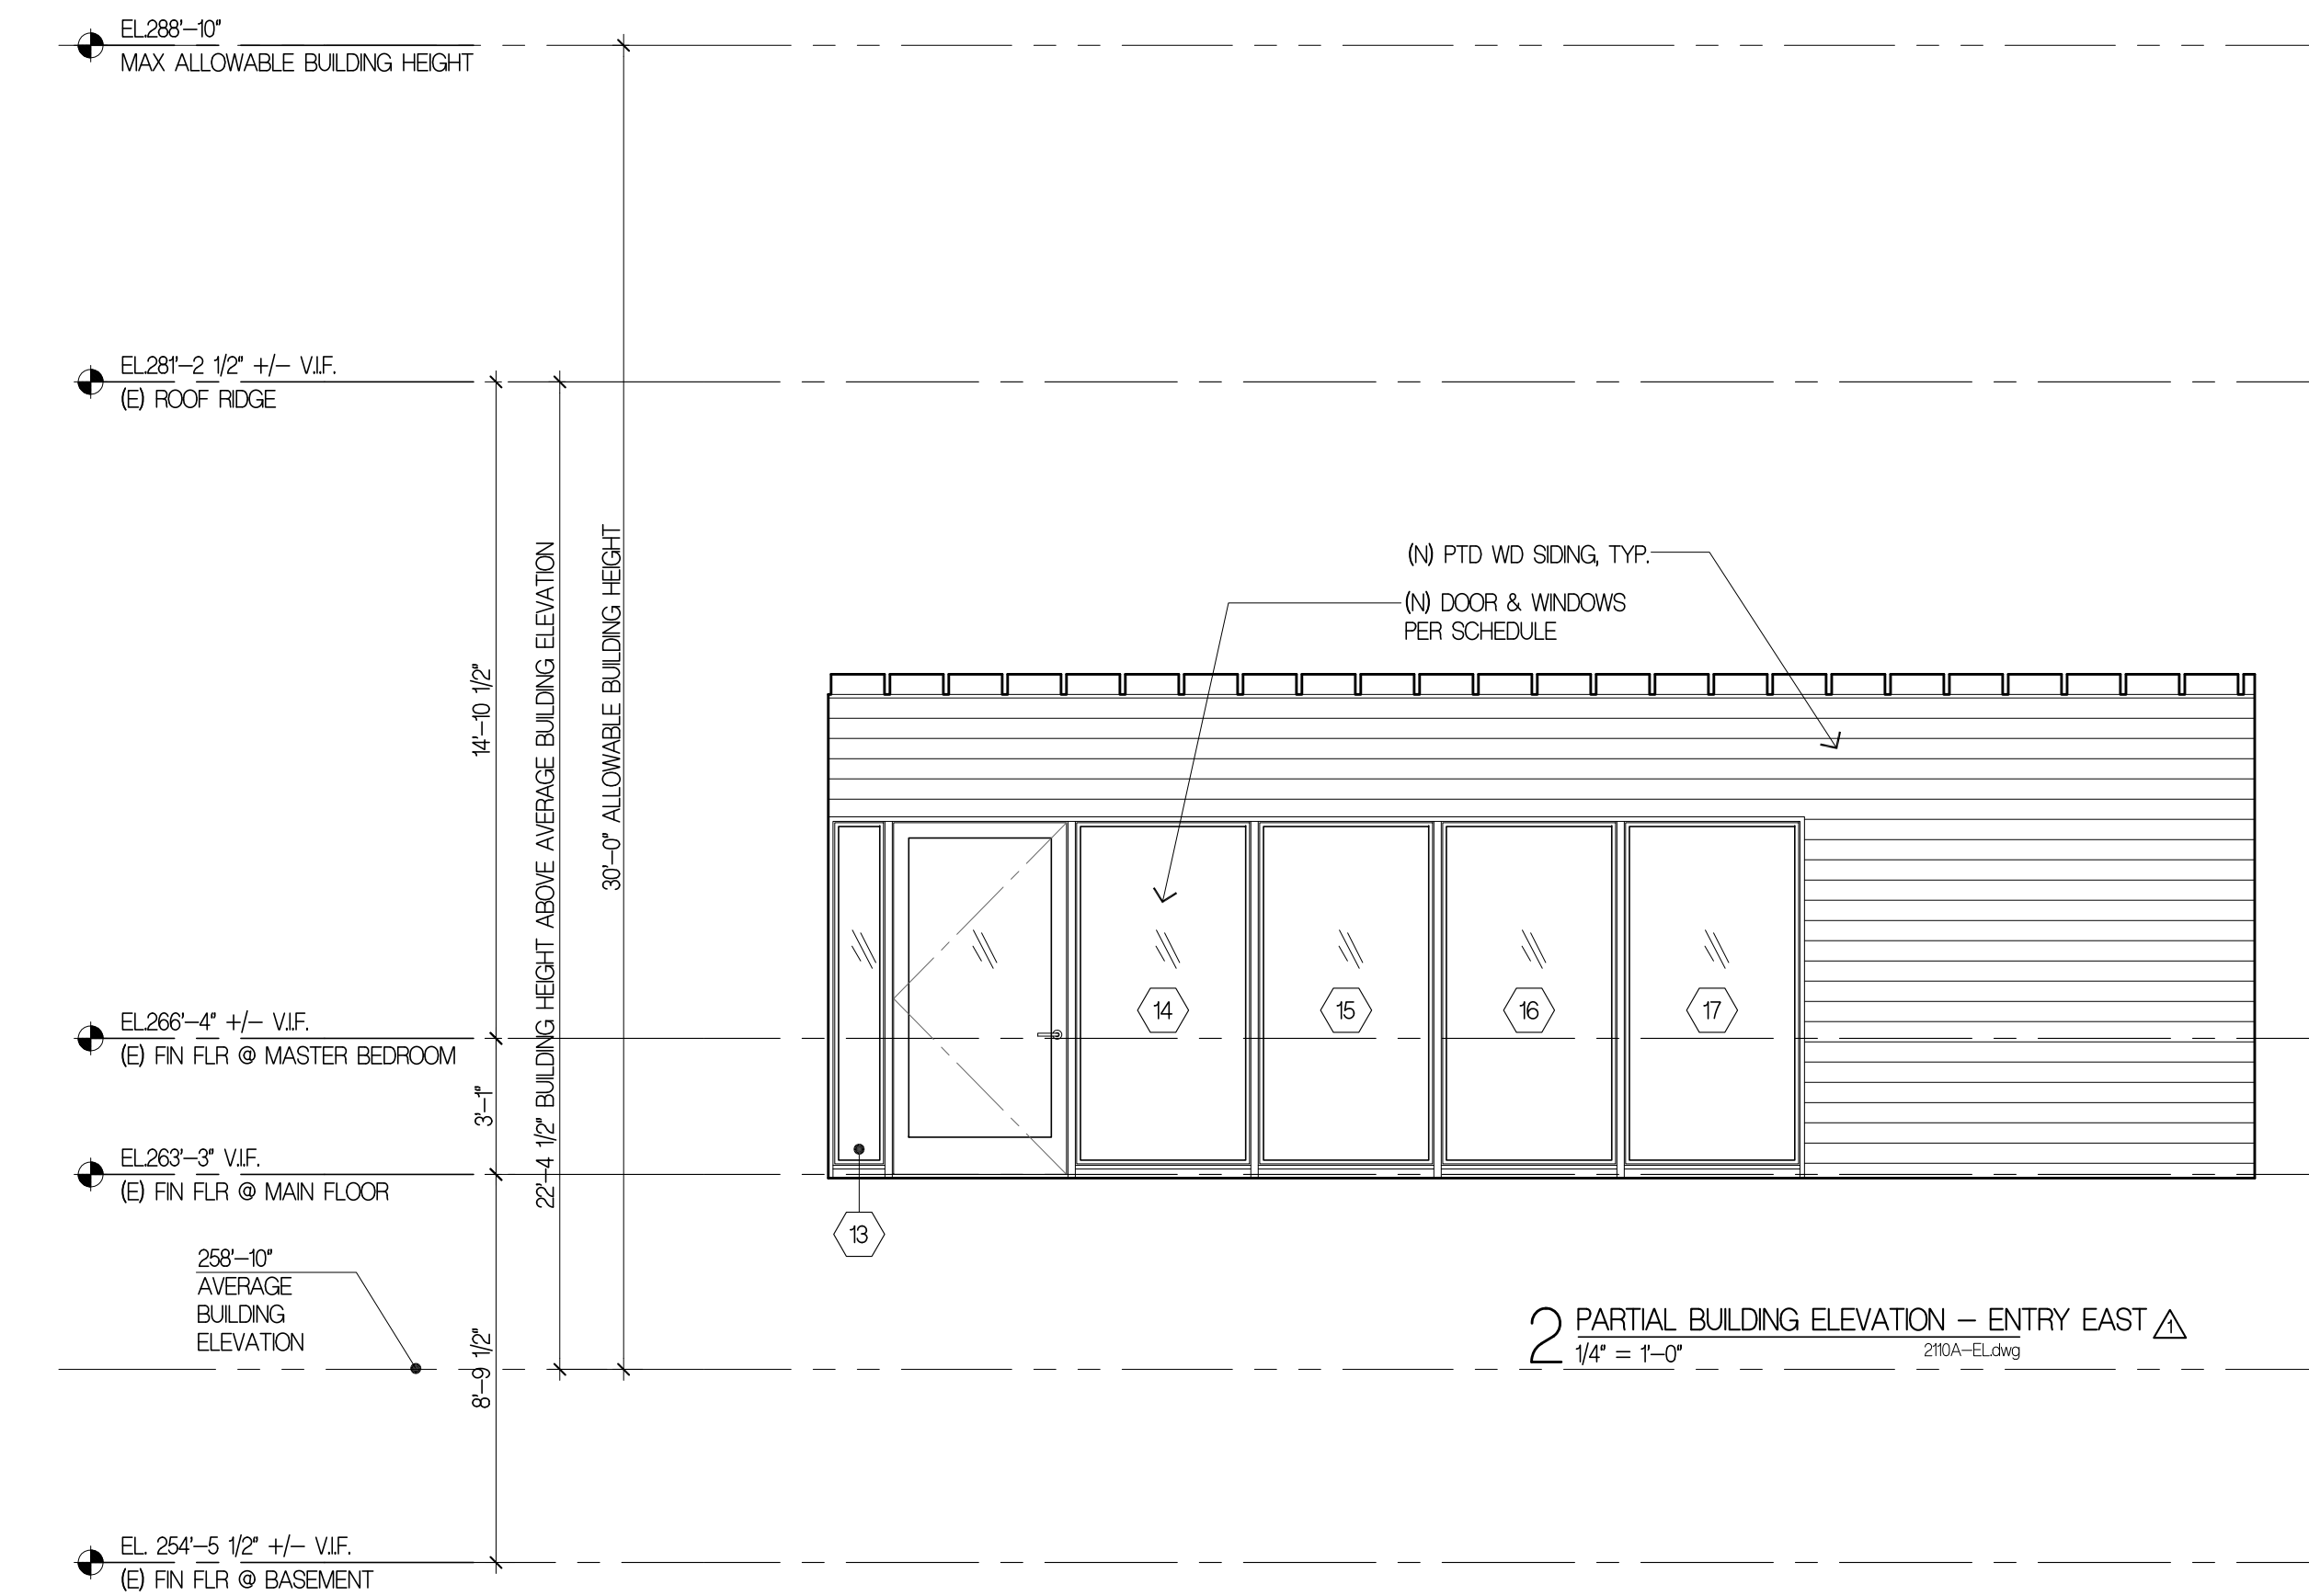 EL.288'-10"
MAX ALLOWABLE BUILDING HEIGHT
EL.281'-2 1/2" +/- V.I.F.
(E) ROOF RIDGE
14'-10 1/2"
22'-4 1/2" BUILDING HEIGHT ABOVE AVERAGE BUILDING ELEVATION
30'-0" ALLOWABLE BUILDING HEIGHT
(N) PTD WD SIDING, TYP.
(N) DOOR & WINDOWS
PER SCHEDULE
14
15
16
17
EL.266'-4" +/- V.I.F.
(E) FIN FLR @ MASTER BEDROOM
3'-1"
EL.263'-3" V.I.F.
(E) FIN FLR @ MAIN FLOOR
13
258'-10"
AVERAGE
BUILDING
ELEVATION
8'-9 1/2"
2 PARTIAL BUILDING ELEVATION - ENTRY EAST 1
1/4" = 1'-0" 2110A-EL.dwg
EL. 254'-5 1/2" +/- V.I.F.
(E) FIN FLR @ BASEMENT